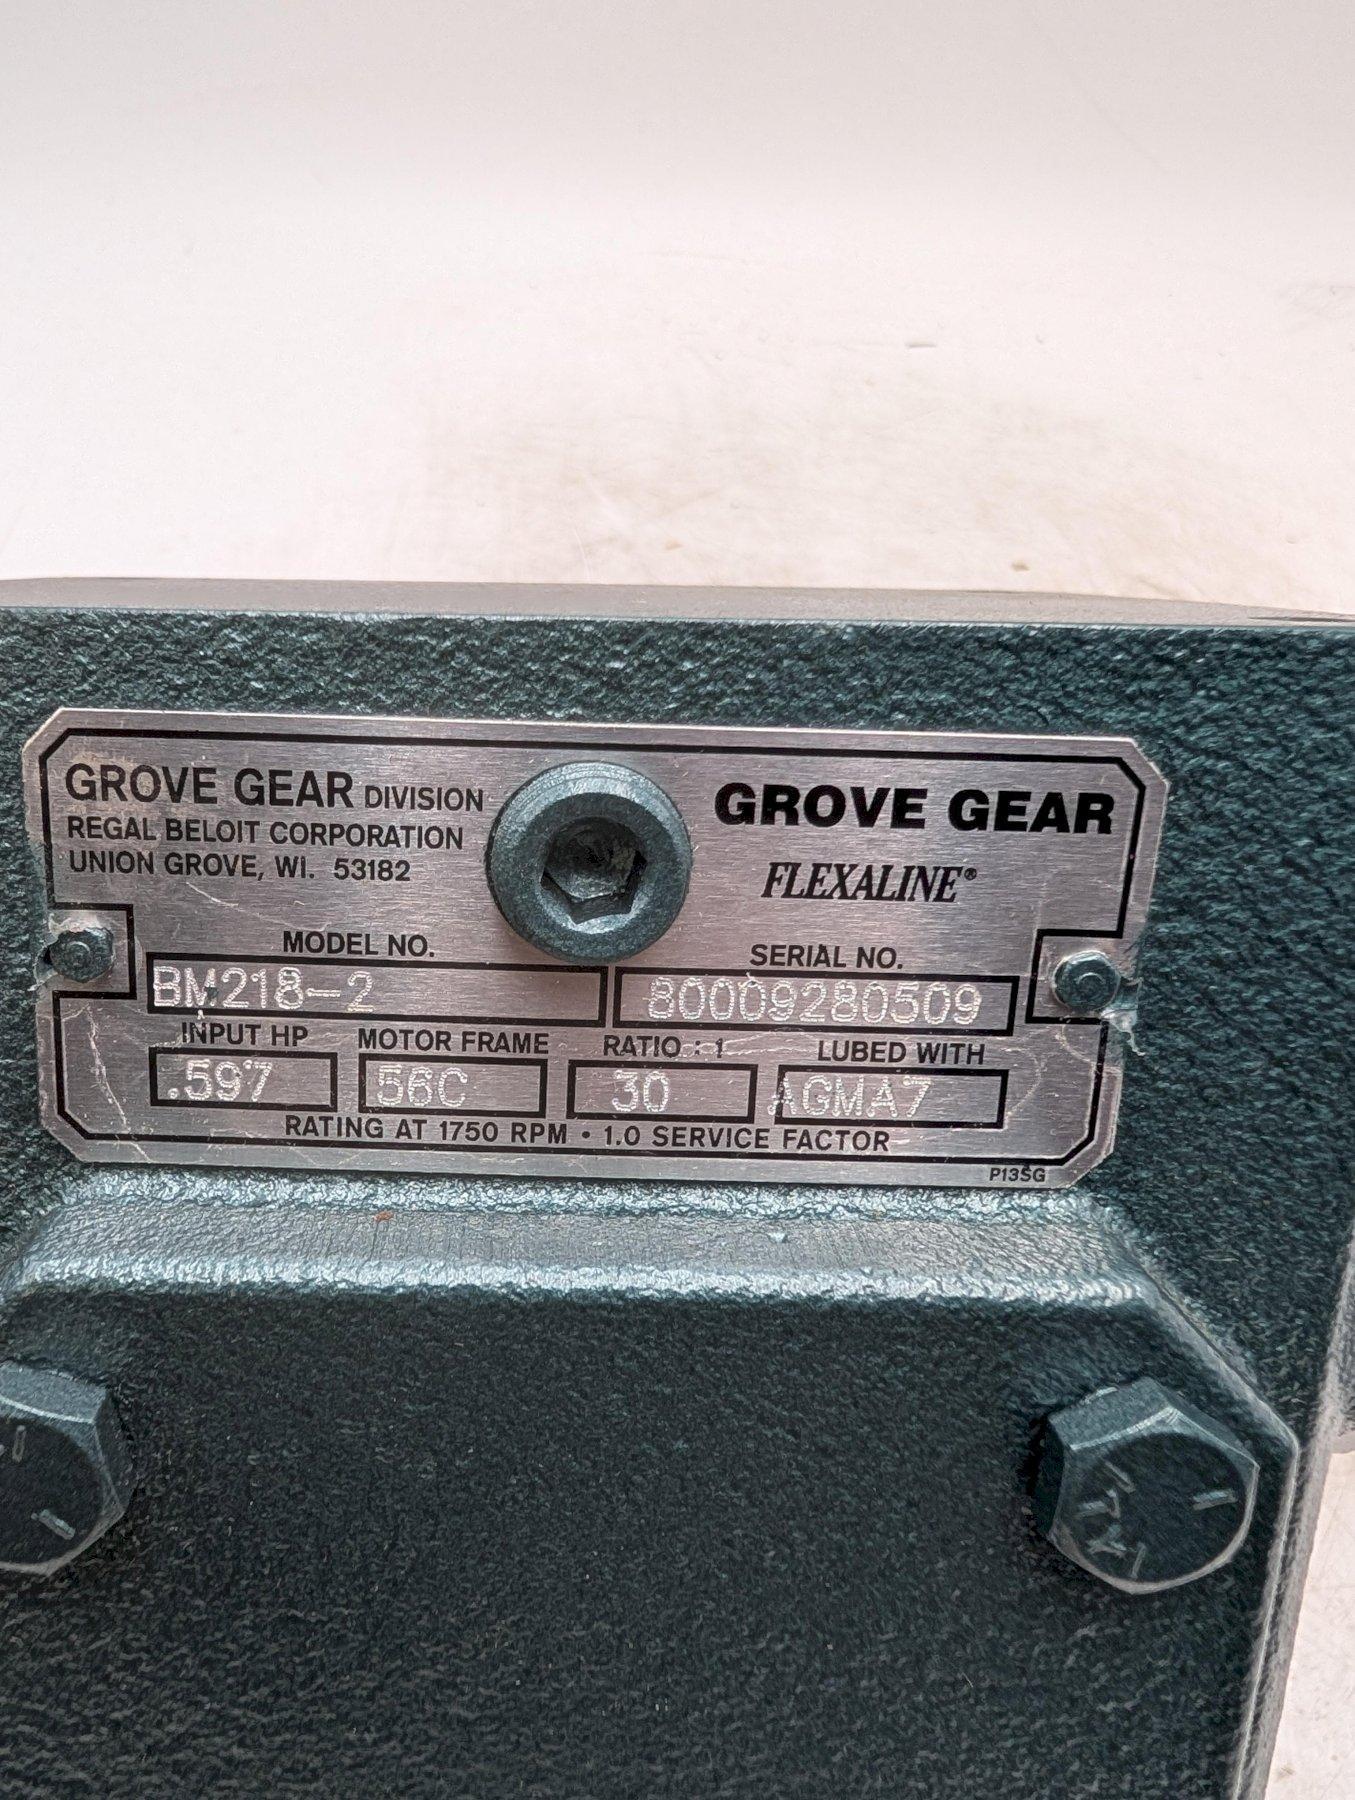 GROVE GEAR DIVISION
REGAL BELOIT CORPORATION
UNION GROVE, WI. 53182
GROVE GEAR
FLEXALINE®
MODEL NO.
SERIAL NO.
BM218-2
80009280509
INPUT HP
MOTOR FRAME
RATIO : 1
LUBED WITH
.597
56C
30
AGMA7
RATING AT 1750 RPM • 1.0 SERVICE FACTOR
P13SG